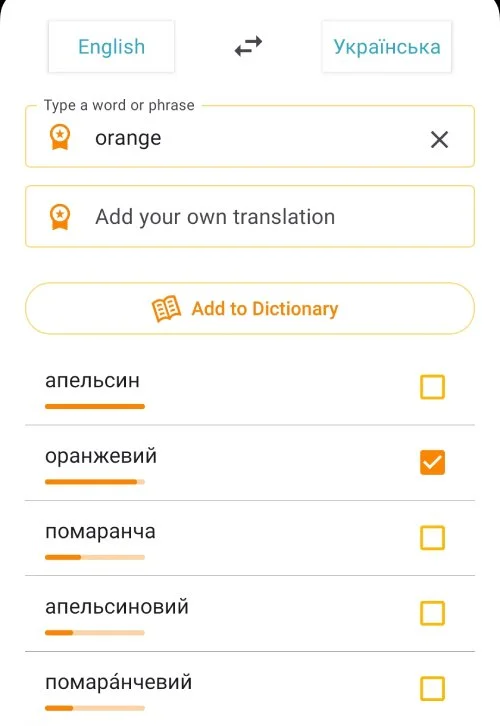 English
Українська
Type a word or phrase
orange
Add your own translation
Add to Dictionary
апельсин
оранжевий
помаранча
апельсиновий
помара́нчевий